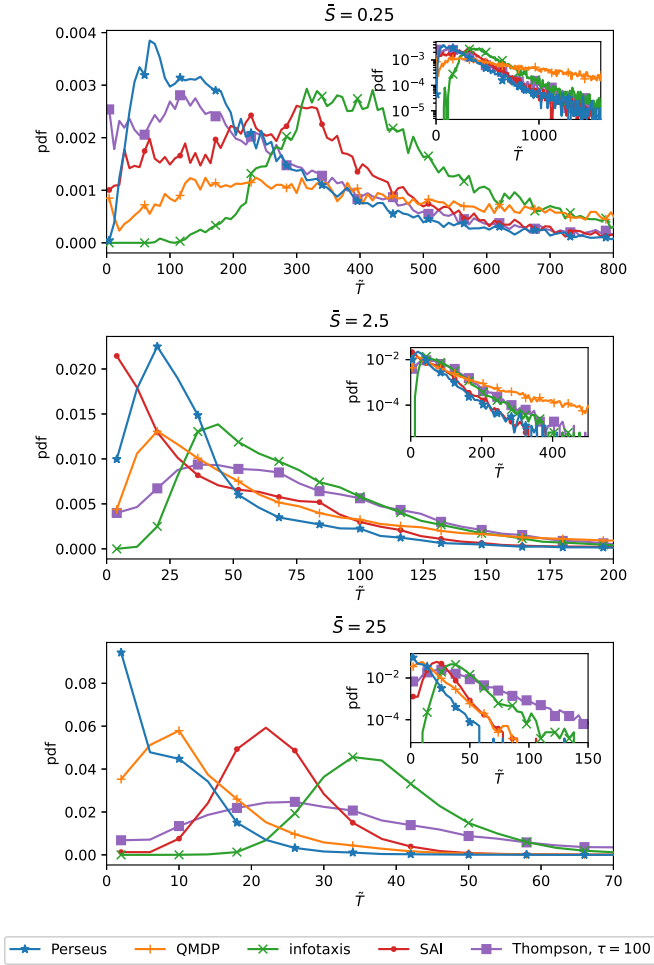 S̄ = 0.25
0.004
0.003
0.002
0.001
0.000
pdf
0 100 200 300 400 500 600 700 800
T̃
10⁻³
10⁻⁴
10⁻⁵
pdf
0 1000
T̃
S̄ = 2.5
0.020
0.015
0.010
0.005
0.000
pdf
0 25 50 75 100 125 150 175 200
T̃
10⁻²
10⁻⁴
pdf
0 200 400
T̃
S̄ = 25
0.08
0.06
0.04
0.02
0.00
pdf
0 10 20 30 40 50 60 70
T̃
10⁻²
10⁻⁴
pdf
0 50 100 150
T̃
Perseus QMDP infotaxis SAI Thompson, τ = 100